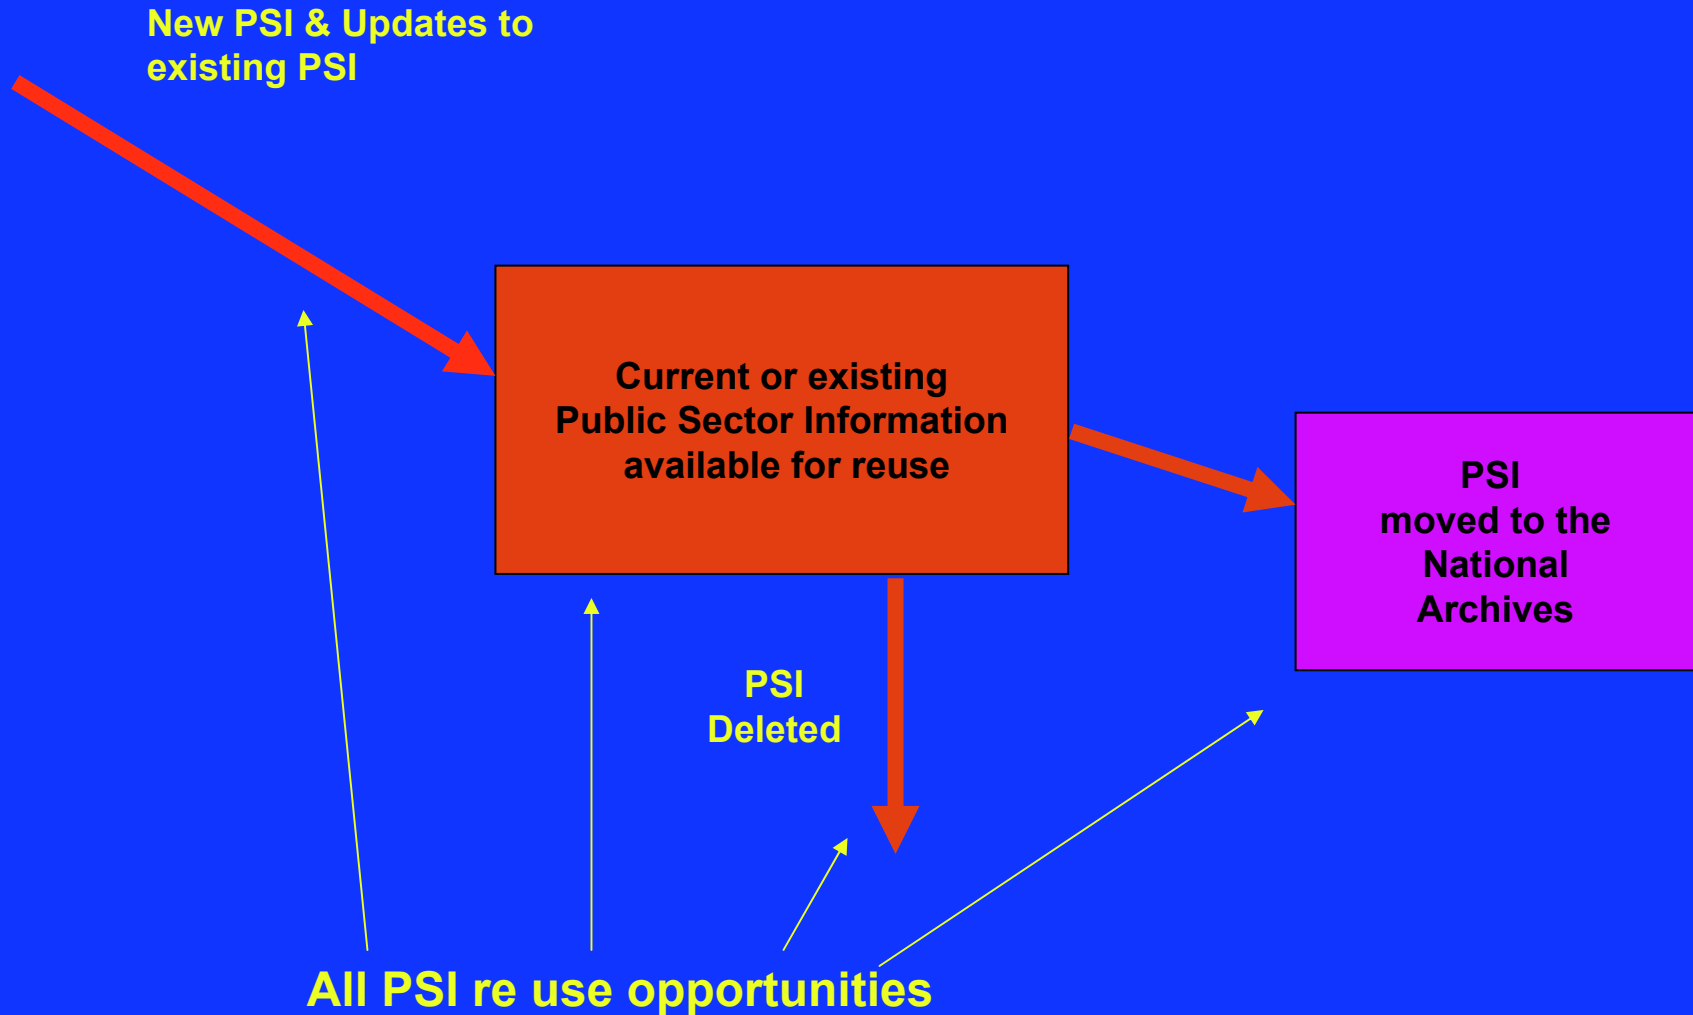 New PSI & Updates to
existing PSI
Current or existing
Public Sector Information
available for reuse
PSI
moved to the
National
Archives
PSI
Deleted
All PSI re use opportunities